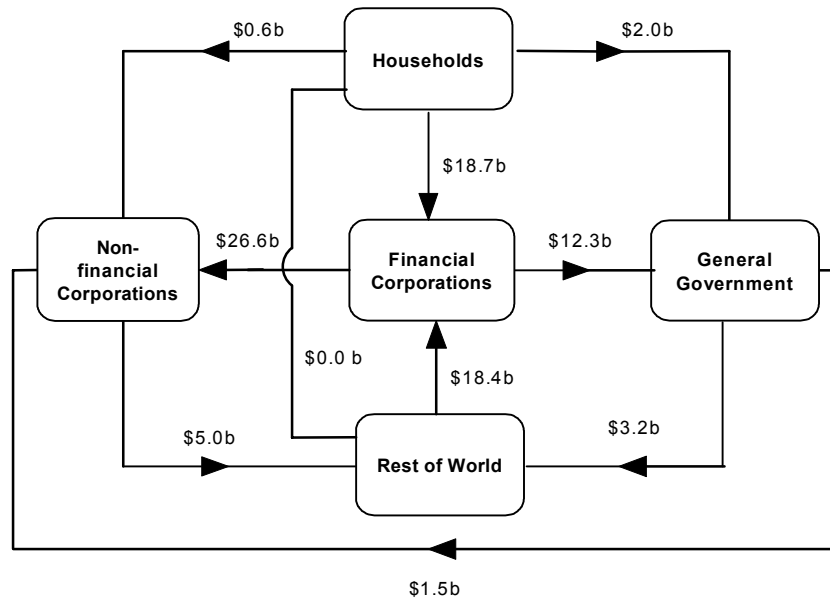 $0.6b
Households
$2.0b
$18.7b
Non-
financial
Corporations
$26.6b
Financial
Corporations
$12.3b
General
Government
$0.0 b
$18.4b
$5.0b
Rest of World
$3.2b
$1.5b